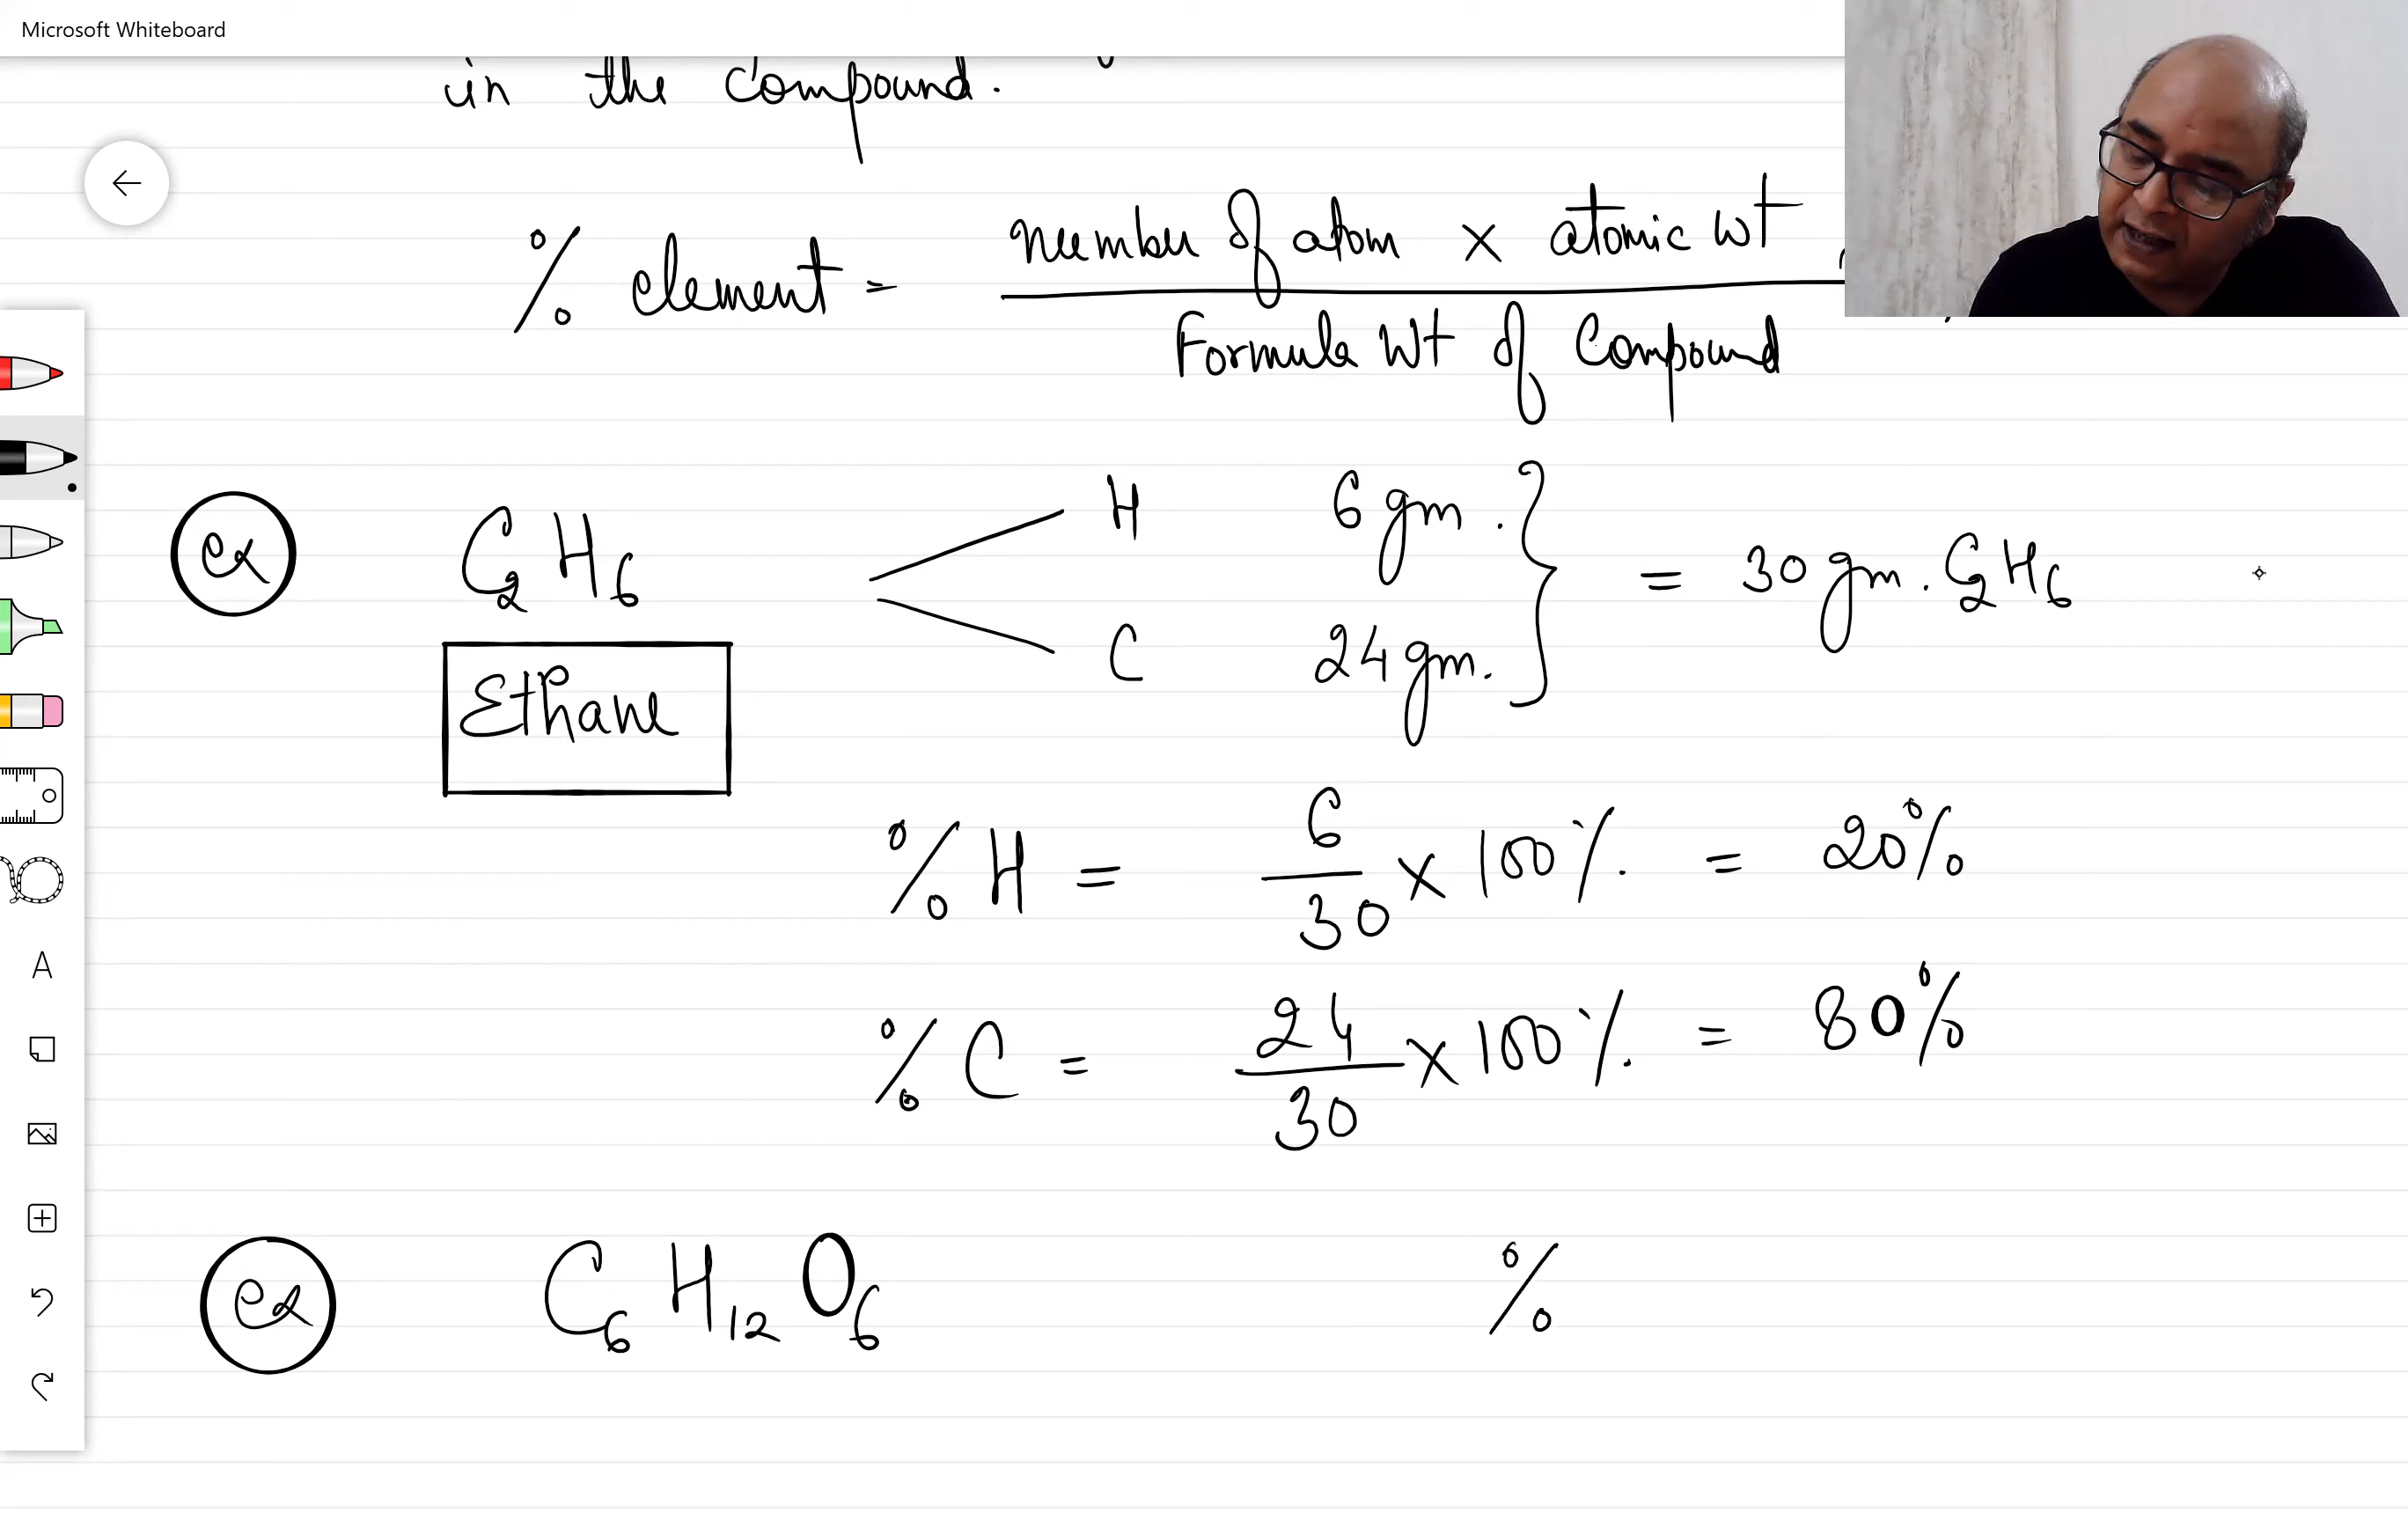 Microsoft Whiteboard
in the compound.
% element = number of atom × atomic wt
Formula Wt of Compound
ex C2H6 H 6 gm.
C 24 gm.
= 30 gm. C2H6
Ethane
% H = 6/30 × 100% = 20%
% C = 24/30 × 100% = 80%
ex C6H12O6 %
A